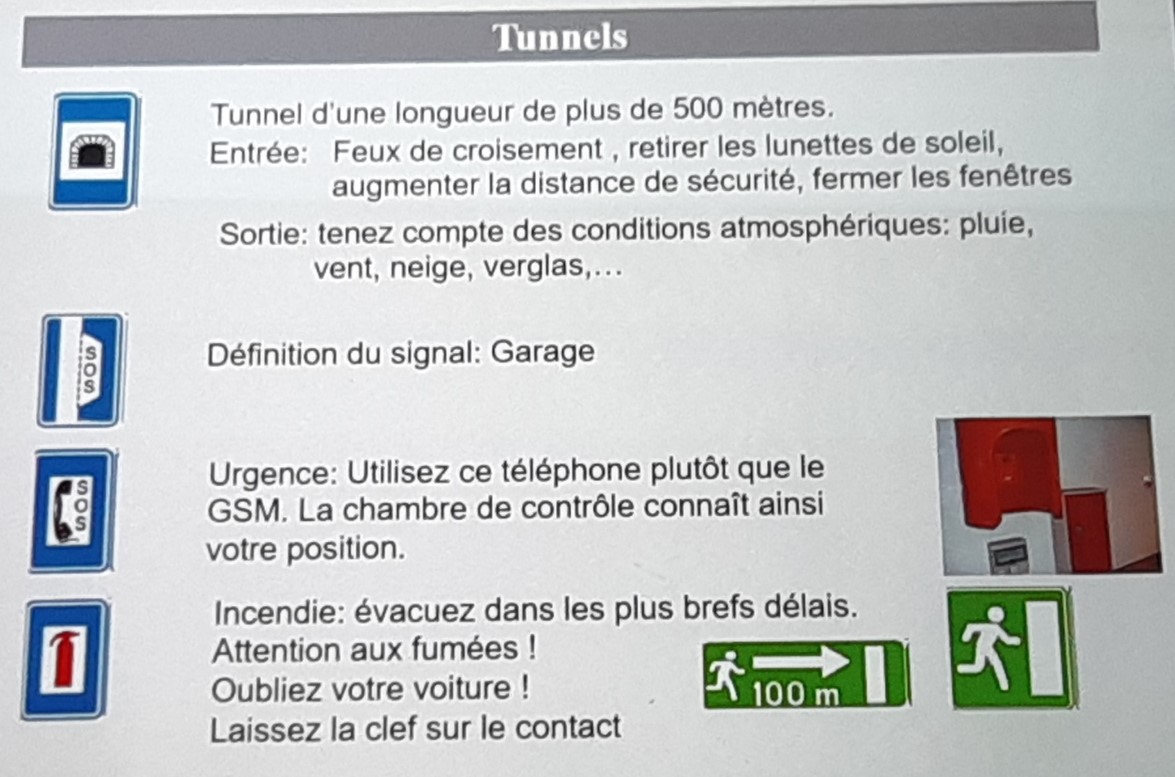 Tunnels
Tunnel d'une longueur de plus de 500 mètres.
Entrée: Feux de croisement , retirer les lunettes de soleil,
augmenter la distance de sécurité, fermer les fenêtres
Sortie: tenez compte des conditions atmosphériques: pluie,
vent, neige, verglas,...
SOS
Définition du signal: Garage
SOS
Urgence: Utilisez ce téléphone plutôt que le
GSM. La chambre de contrôle connaît ainsi
votre position.
Incendie: évacuez dans les plus brefs délais.
Attention aux fumées !
Oubliez votre voiture !
Laissez la clef sur le contact
100 m